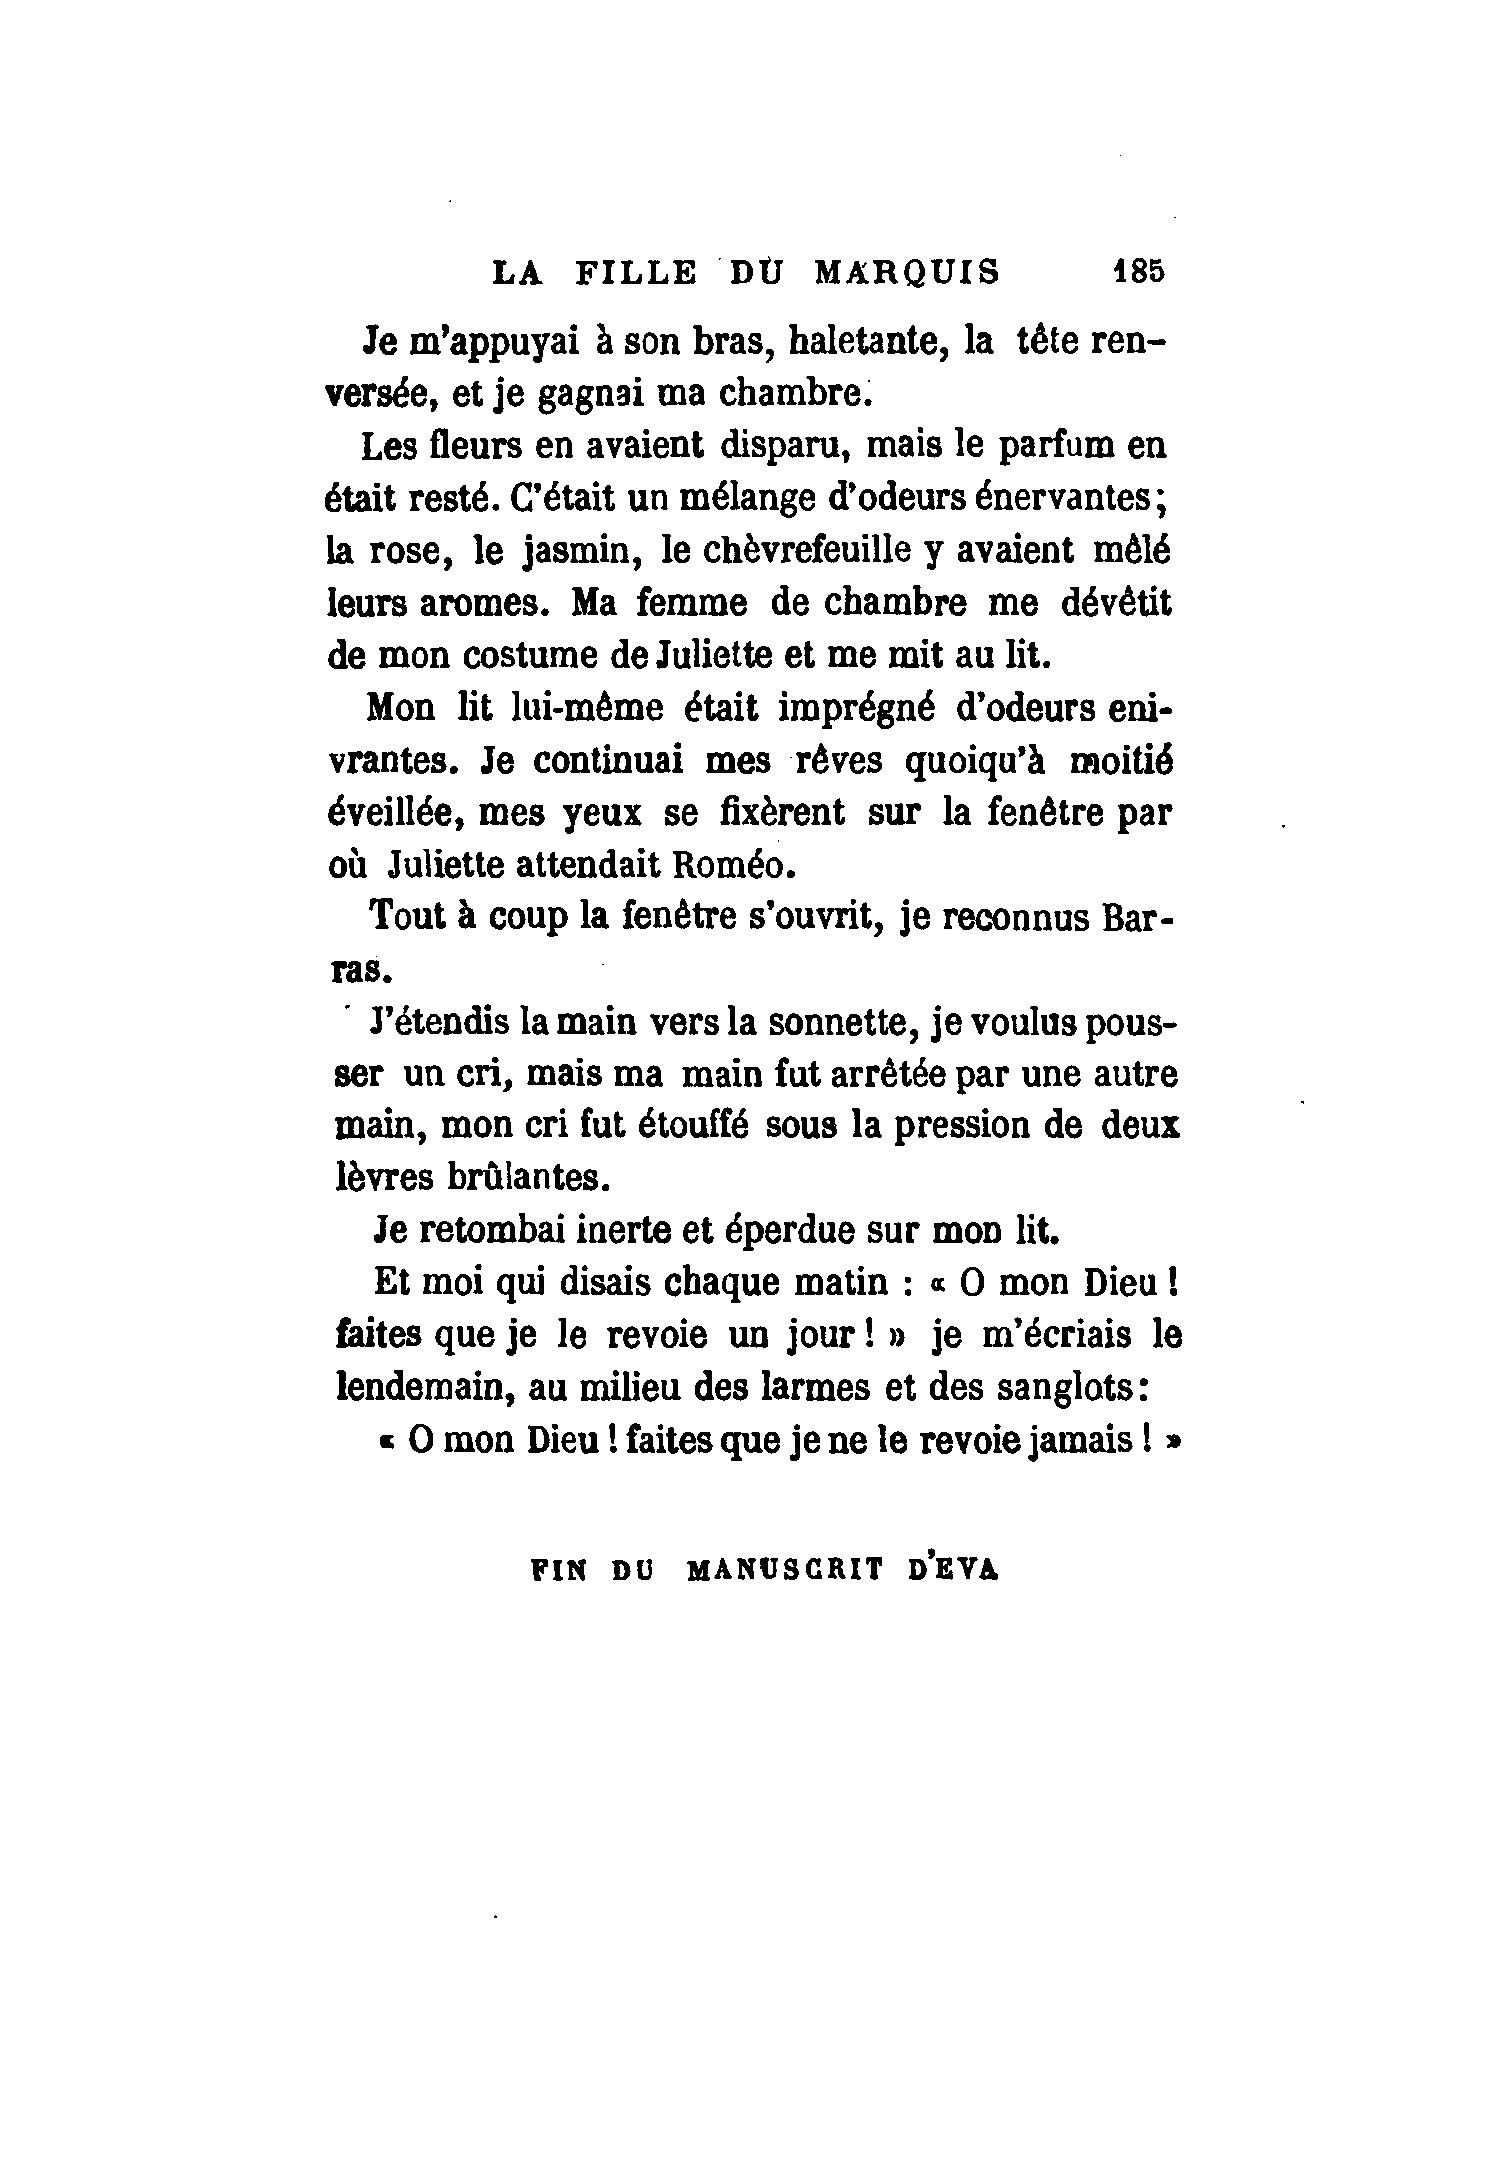 LA FILLE DU MARQUIS 185
Je m'appuyai à son bras, haletante, la tête ren-
versée, et je gagnai ma chambre.
Les fleurs en avaient disparu, mais le parfum en
était resté. C'était un mélange d'odeurs énervantes;
la rose, le jasmin, le chèvrefeuille y avaient mêlé
leurs aromes. Ma femme de chambre me dévêtit
de mon costume de Juliette et me mit au lit.
Mon lit lui-même était imprégné d'odeurs eni-
vrantes. Je continuai mes rêves quoiqu'à moitié
éveillée, mes yeux se fixèrent sur la fenêtre par
où Juliette attendait Roméo.
Tout à coup la fenêtre s'ouvrit, je reconnus Bar-
ras.
J'étendis la main vers la sonnette, je voulus pous-
ser un cri, mais ma main fut arrêtée par une autre
main, mon cri fut étouffé sous la pression de deux
lèvres brûlantes.
Je retombai inerte et éperdue sur mon lit.
Et moi qui disais chaque matin : « O mon Dieu !
faites que je le revoie un jour ! » je m'écriais le
lendemain, au milieu des larmes et des sanglots:
« O mon Dieu ! faites que je ne le revoie jamais ! »
FIN DU MANUSCRIT D'EVA